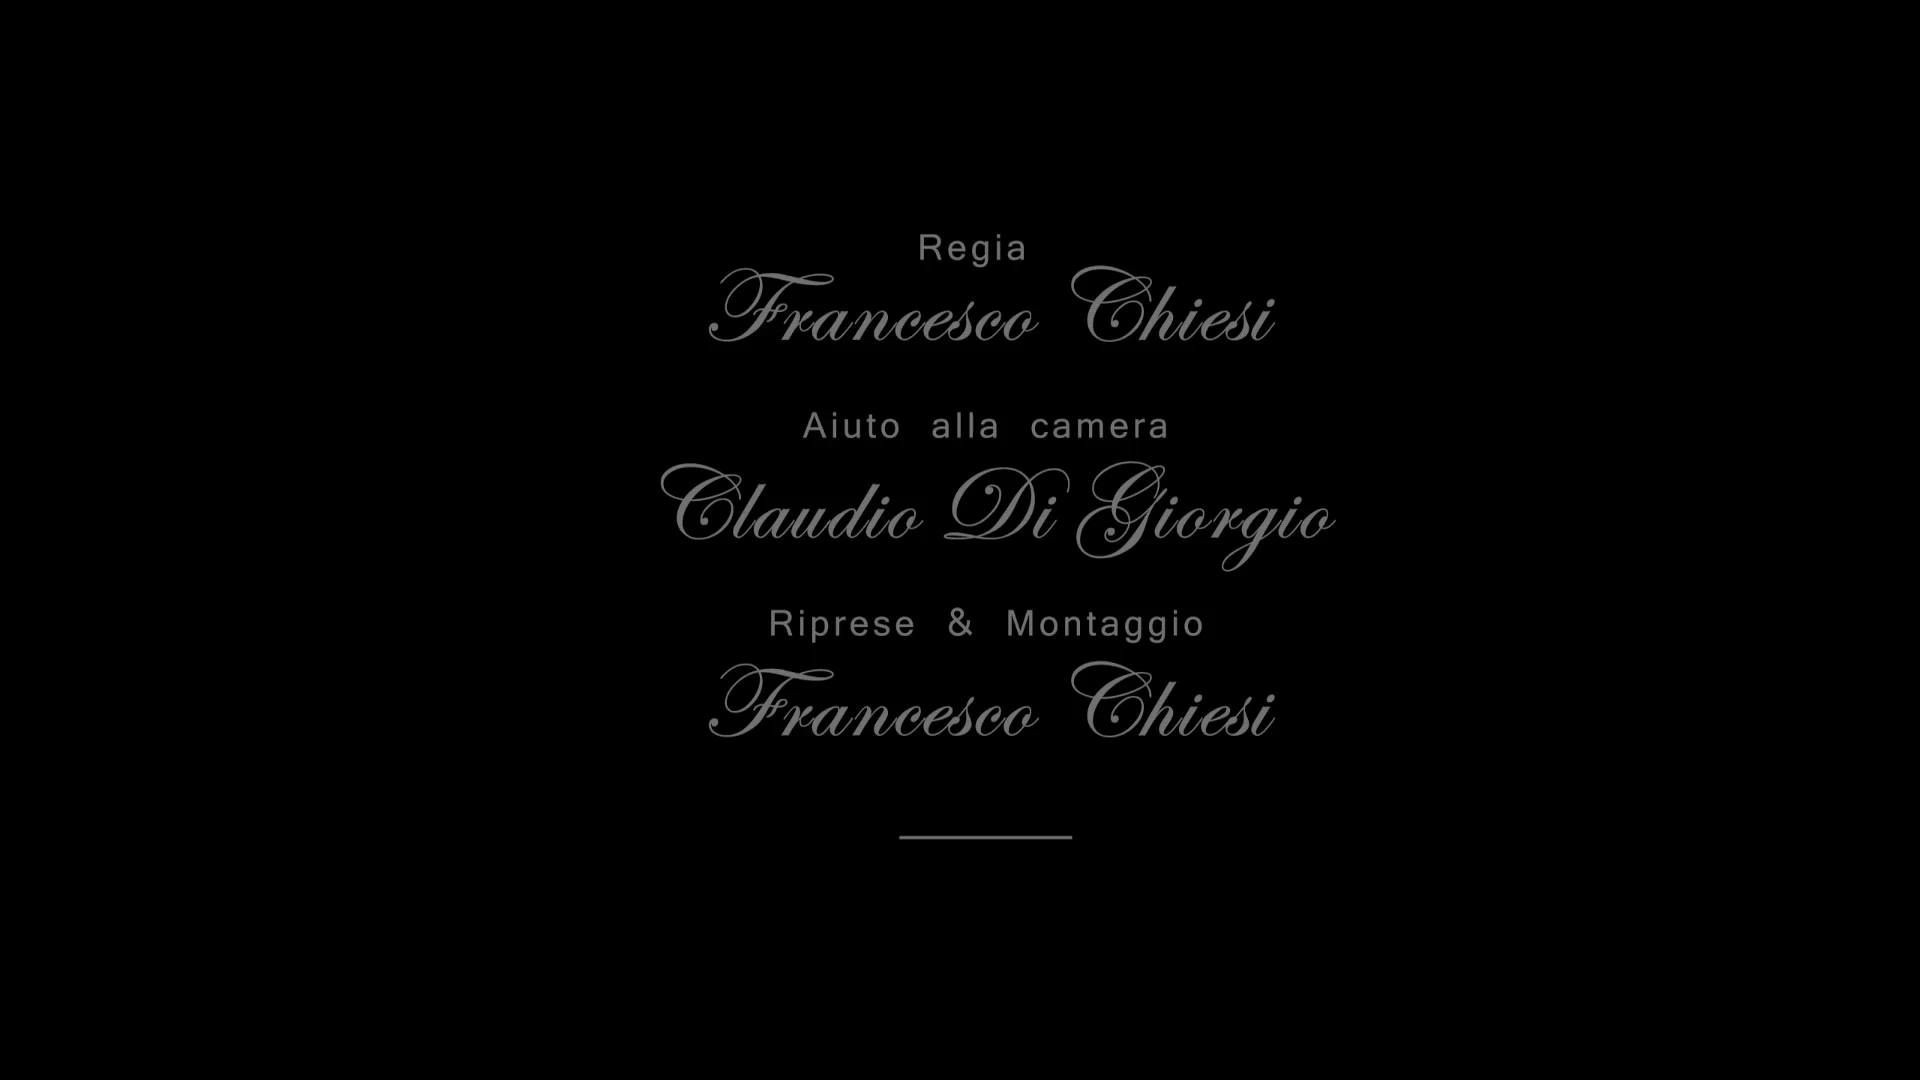 Regia
Francesco Chiesi
Aiuto alla camera
Claudio Di Giorgio
Riprese & Montaggio
Francesco Chiesi